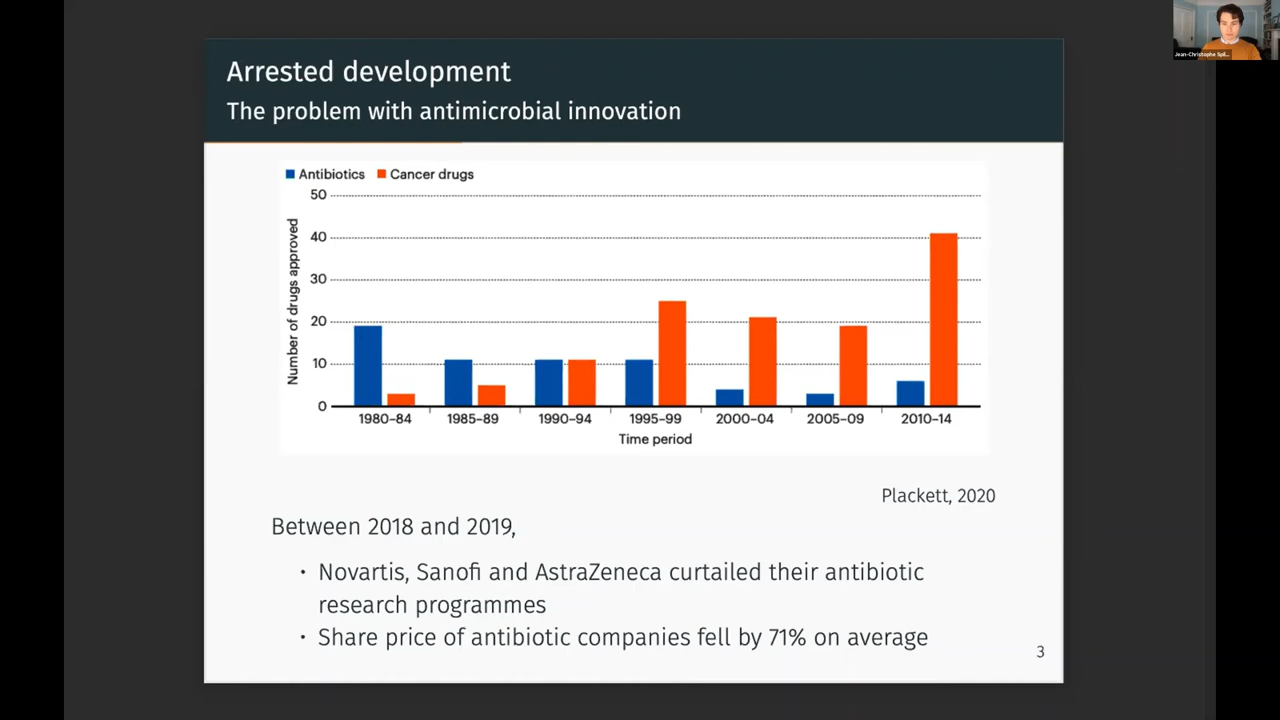 Jean-Christophe Spil...
Arrested development
The problem with antimicrobial innovation
Antibiotics Cancer drugs
50
40
30
20
10
0
Number of drugs approved
1980–84 1985–89 1990–94 1995–99 2000–04 2005–09 2010–14
Time period
Plackett, 2020
Between 2018 and 2019,
• Novartis, Sanofi and AstraZeneca curtailed their antibiotic
research programmes
• Share price of antibiotic companies fell by 71% on average
3